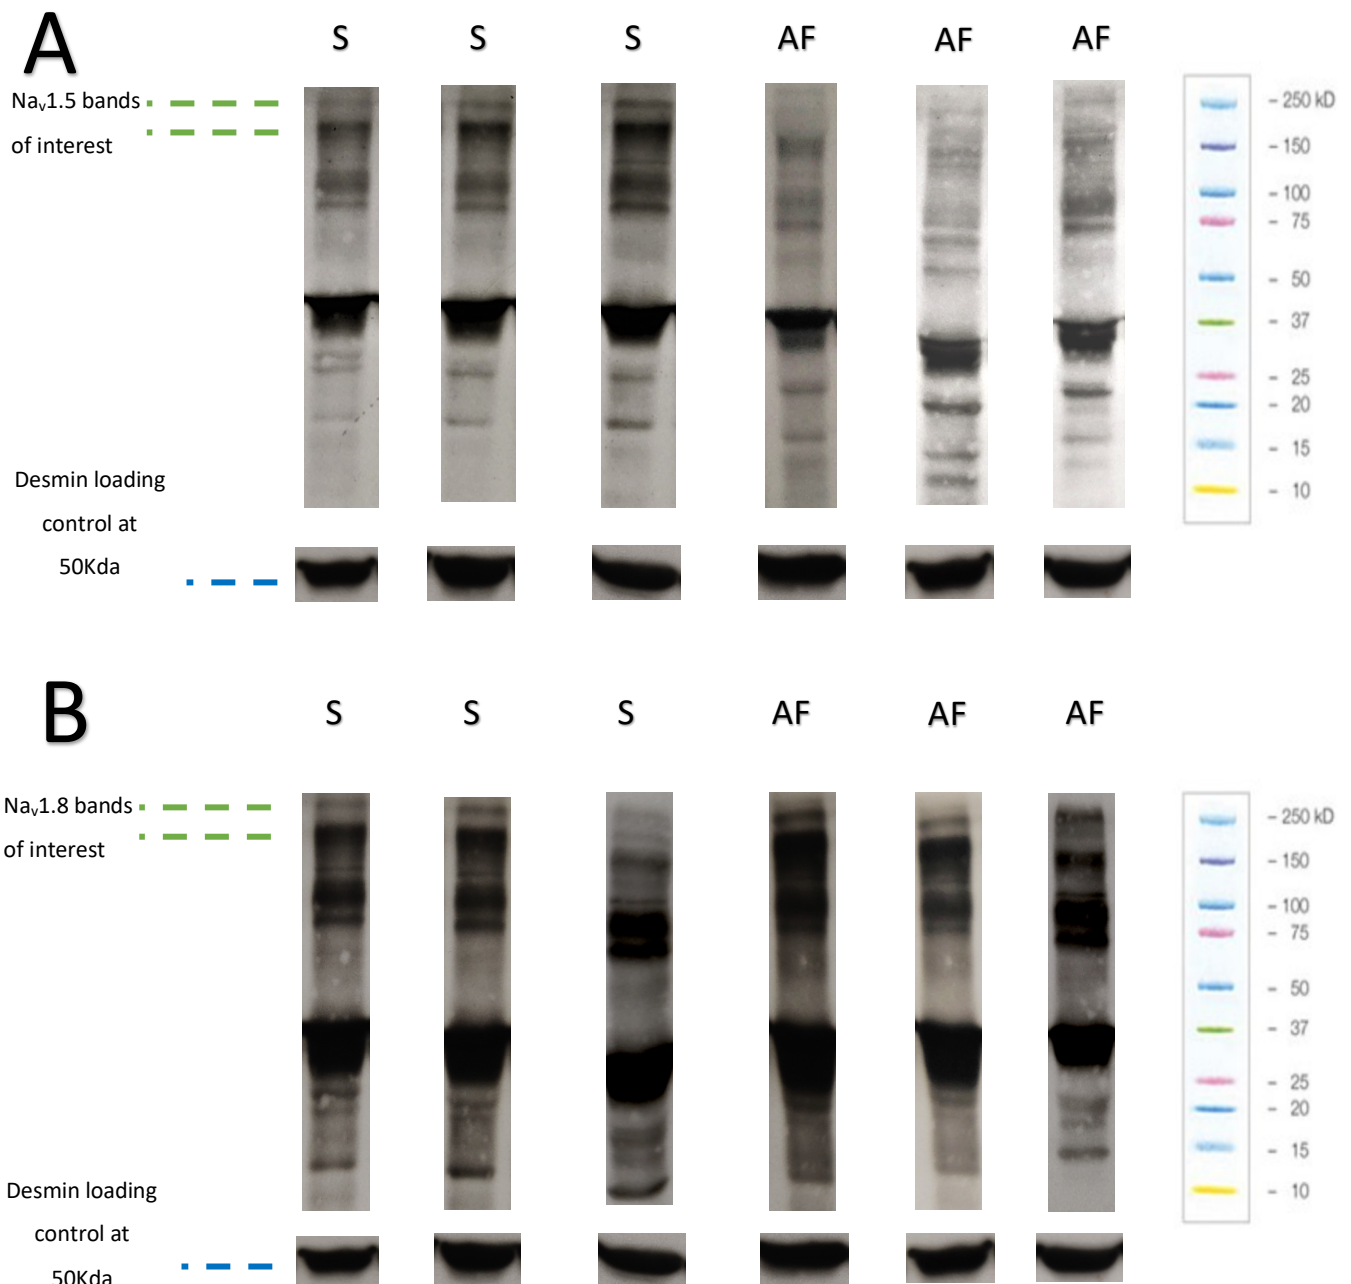 A
S S S AF AF AF
Nav1.5 bands
of interest
- 250 kD
- 150
- 100
- 75
- 50
- 37
- 25
- 20
- 15
- 10
Desmin loading
control at
50Kda
B
S S S AF AF AF
Nav1.8 bands
of interest
- 250 kD
- 150
- 100
- 75
- 50
- 37
- 25
- 20
- 15
- 10
Desmin loading
control at
50Kda